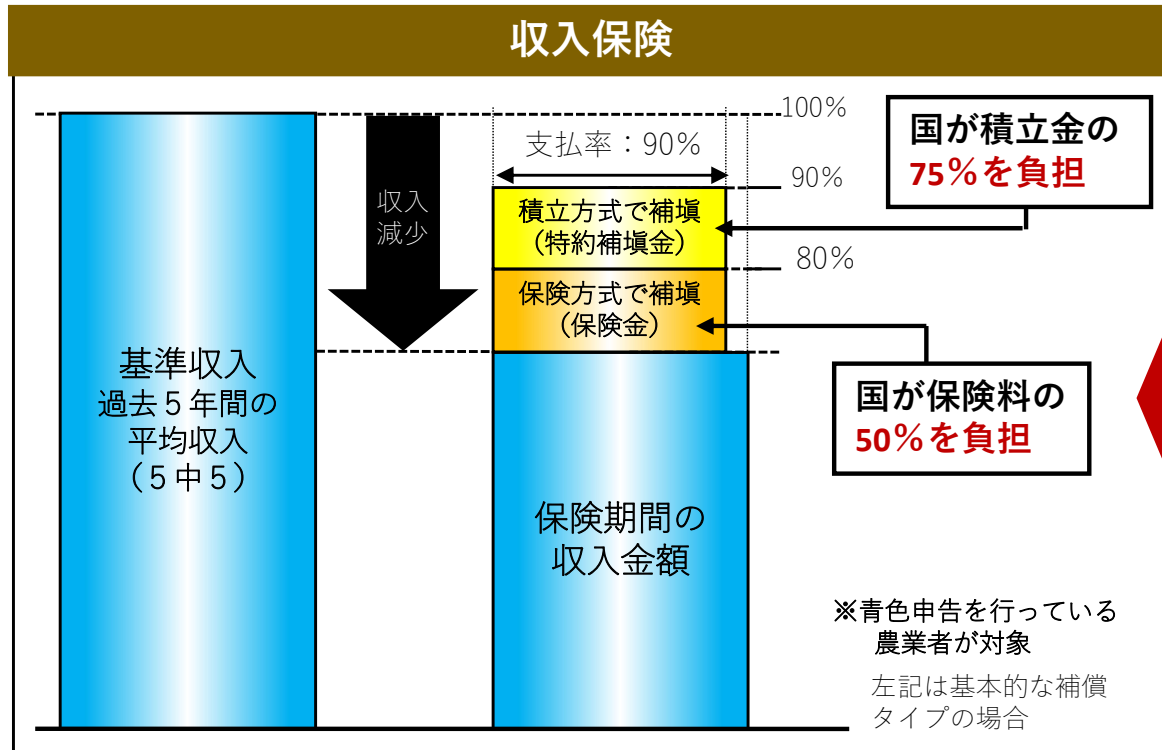 収入保険
100%
国が積立金の
75%を負担
支払率：90%
90%
収入
減少
積立方式で補塡
（特約補塡金）
80%
保険方式で補塡
（保険金）
基準収入
過去５年間の
平均収入
（５中５）
国が保険料の
50%を負担
保険期間の
収入金額
※青色申告を行っている
農業者が対象
左記は基本的な補償
タイプの場合